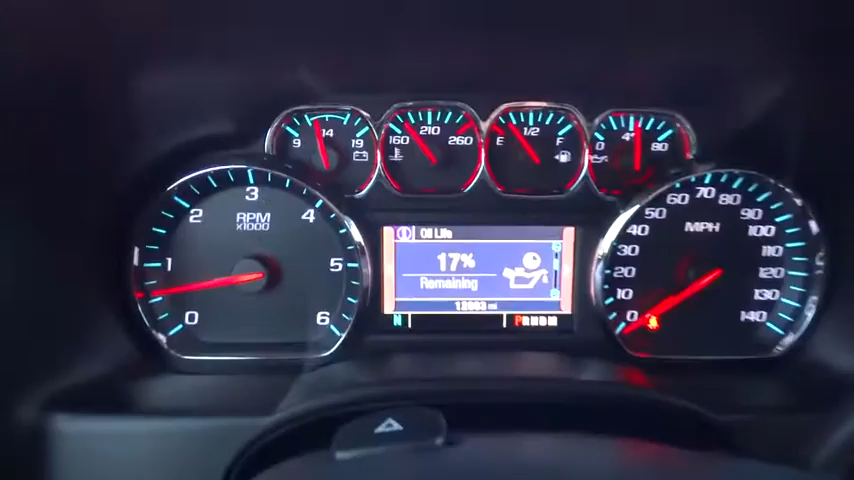 9 14 19
160 210 260
E 1/2 F
0 80
0 1 2 3 4 5 6
RPM
X1000
Oil Life
17%
Remaining
mi
N
PRNDM
0 10 20 30 40 50 60 70 80 90 100 110 120 130 140
MPH